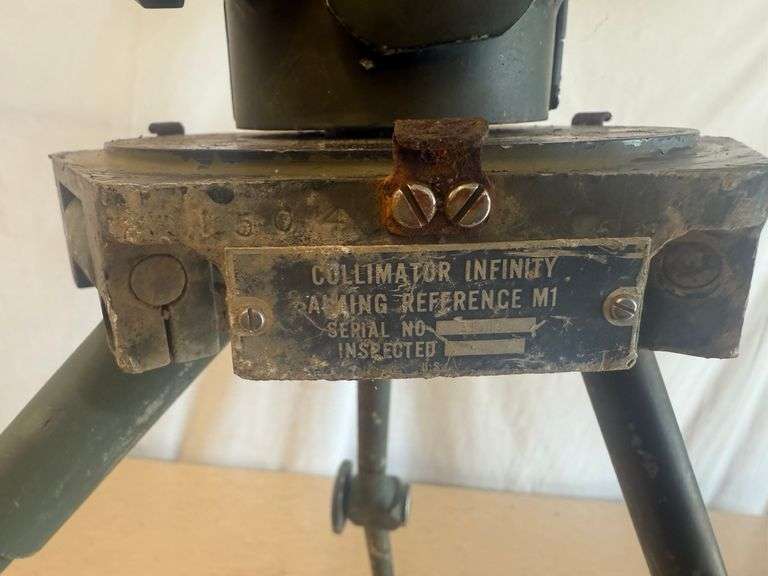 COLLIMATOR INFINITY
AIMING REFERENCE M1
SERIAL NO
INSPECTED
U.S.